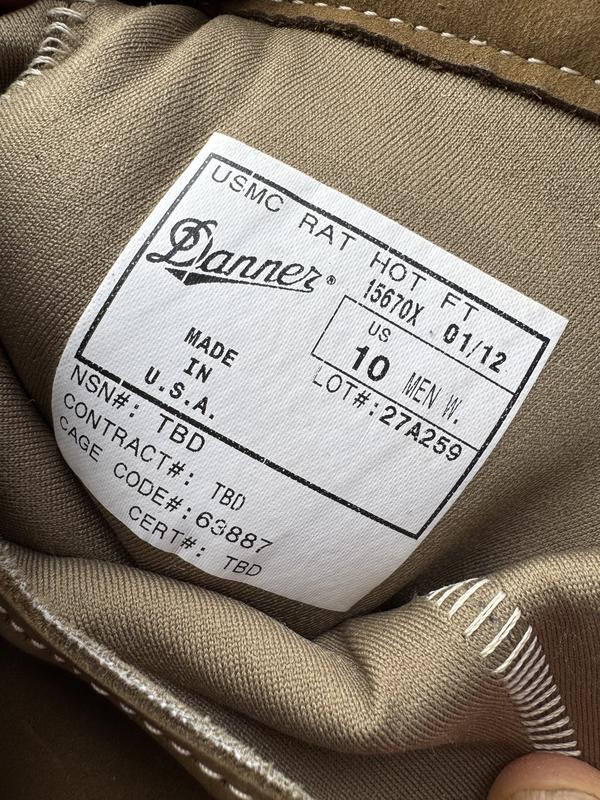 USMC RAT HOT FT
Danner®
15670X 01/12
US
10 MEN W.
MADE
IN
U.S.A.
LOT#:27A259
NSN#: TBD
CONTRACT#: TBD
CAGE CODE#:63887
CERT#: TBD